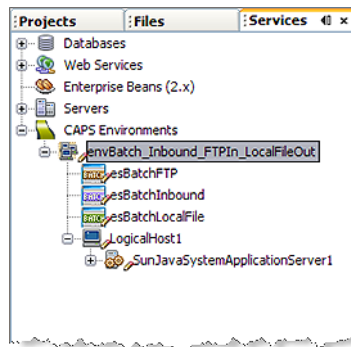 Projects Files Services
Databases
Web Services
Enterprise Beans (2.x)
Servers
CAPS Environments
envBatch_Inbound_FTPIn_LocalFileOut
esBatchFTP
esBatchInbound
esBatchLocalFile
LogicalHost1
SunJavaSystemApplicationServer1